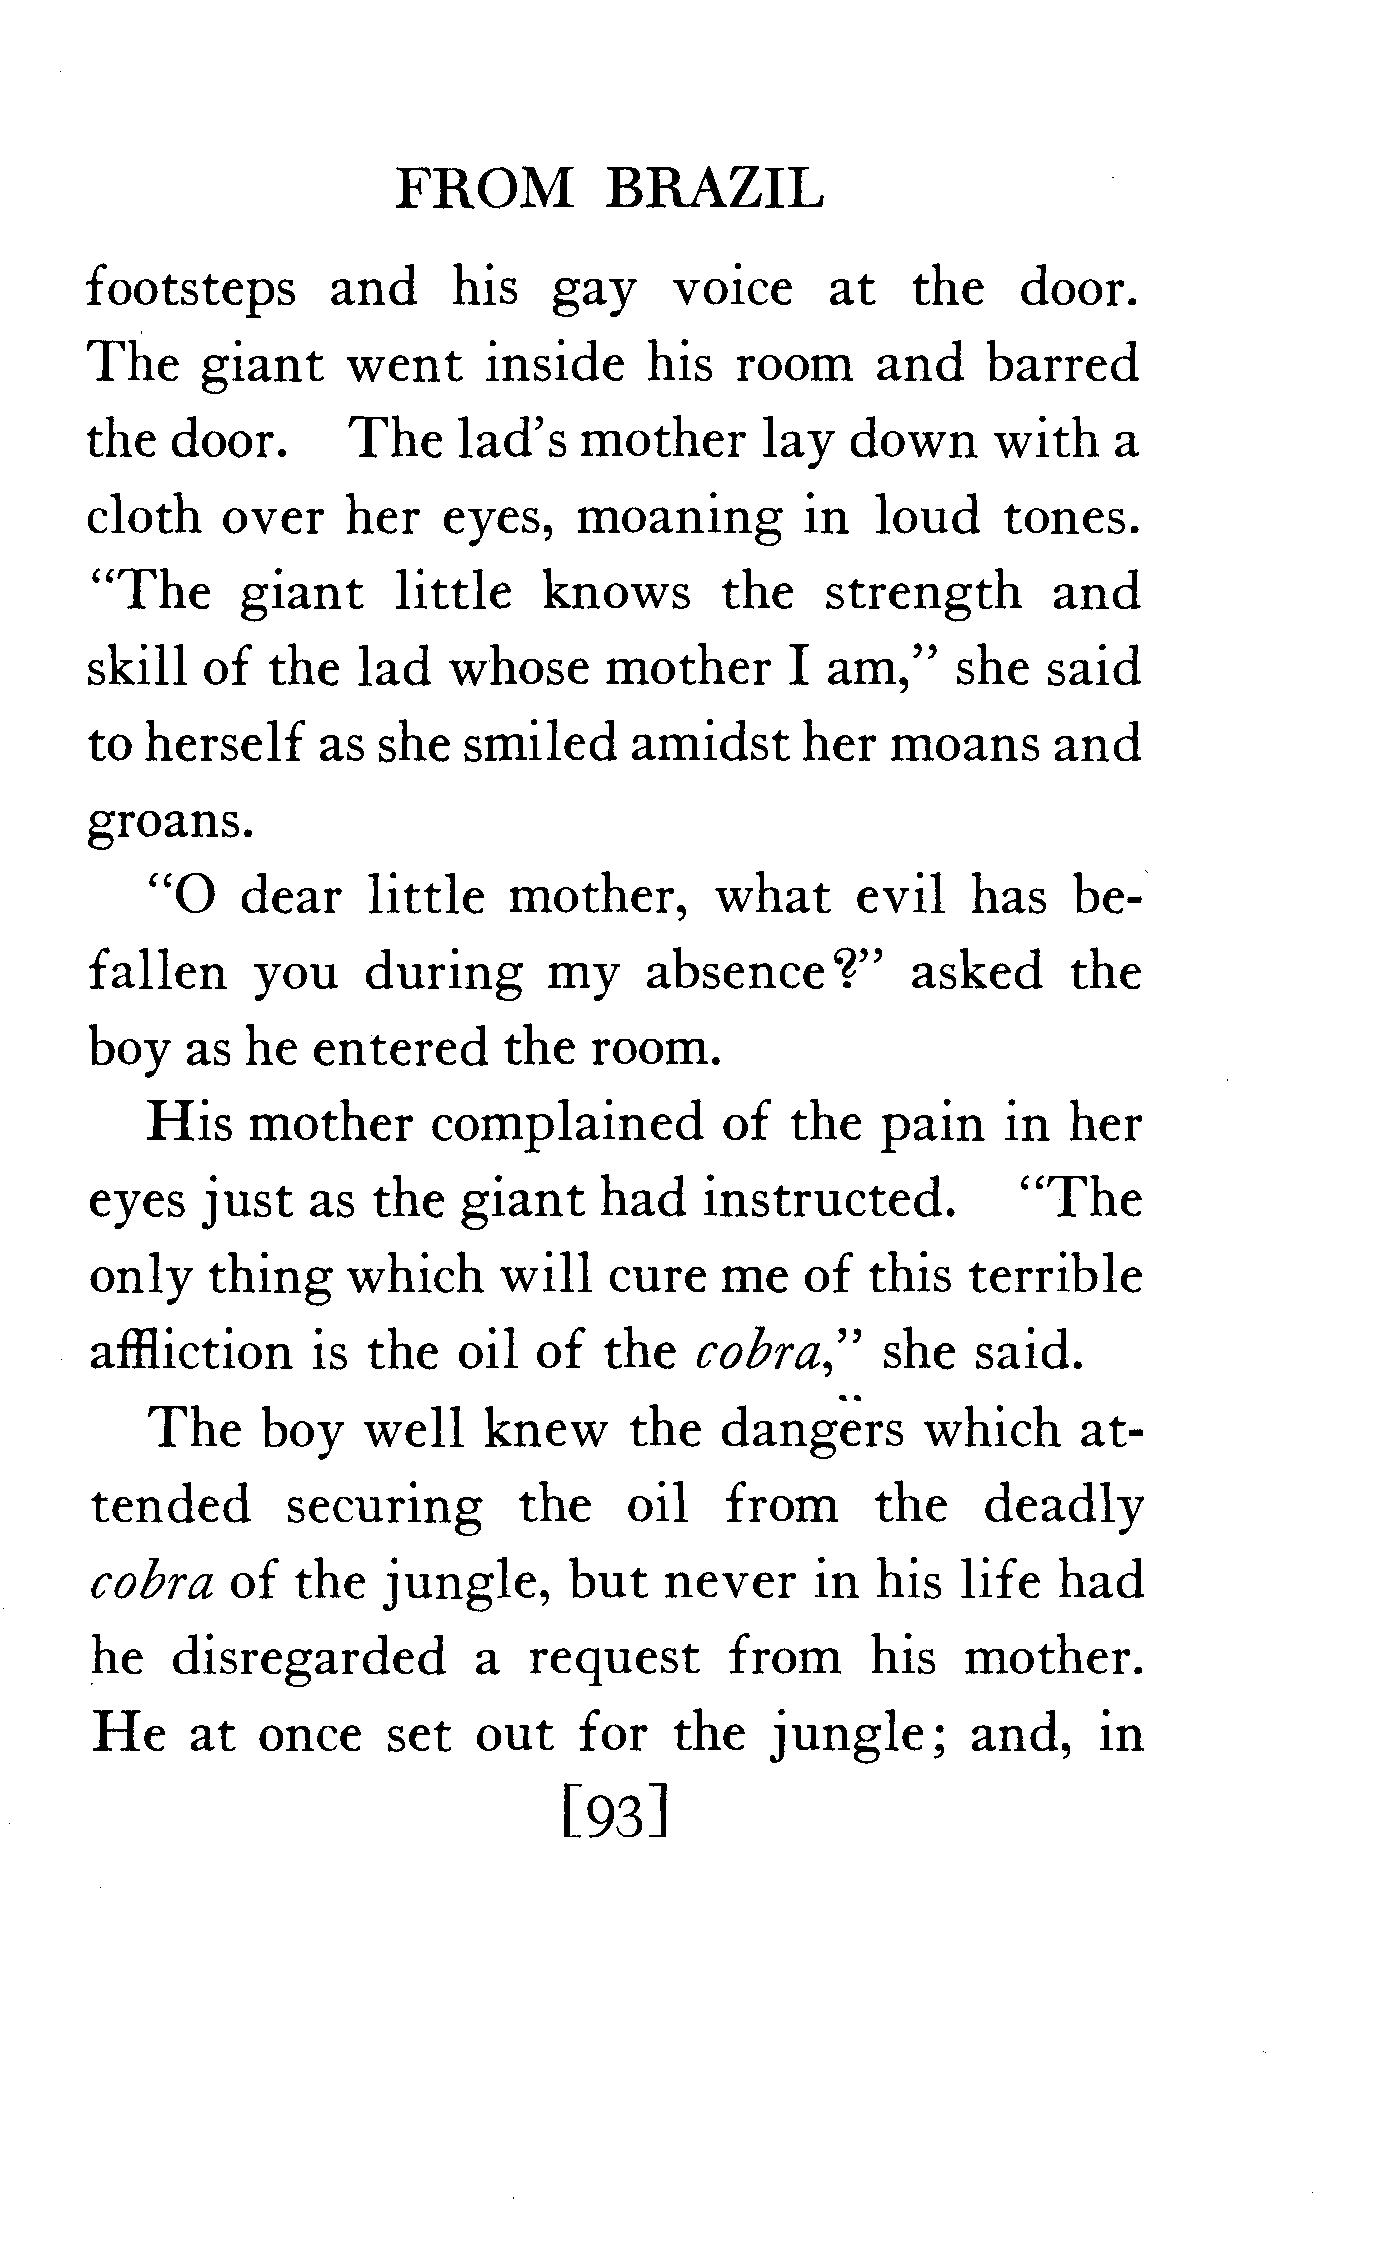 FROM BRAZIL
footsteps and his gay voice at the door.
The giant went inside his room and barred
the door. The lad's mother lay down with a
cloth over her eyes, moaning in loud tones.
“The giant little knows the strength and
skill of the lad whose mother I am,” she said
to herself as she smiled amidst her moans and
groans.
“O dear little mother, what evil has be-
fallen you during my absence?” asked the
boy as he entered the room.
His mother complained of the pain in her
eyes just as the giant had instructed. “The
only thing which will cure me of this terrible
affliction is the oil of the cobra,” she said.
The boy well knew the dangers which at-
tended securing the oil from the deadly
cobra of the jungle, but never in his life had
he disregarded a request from his mother.
He at once set out for the jungle; and, in
[93]